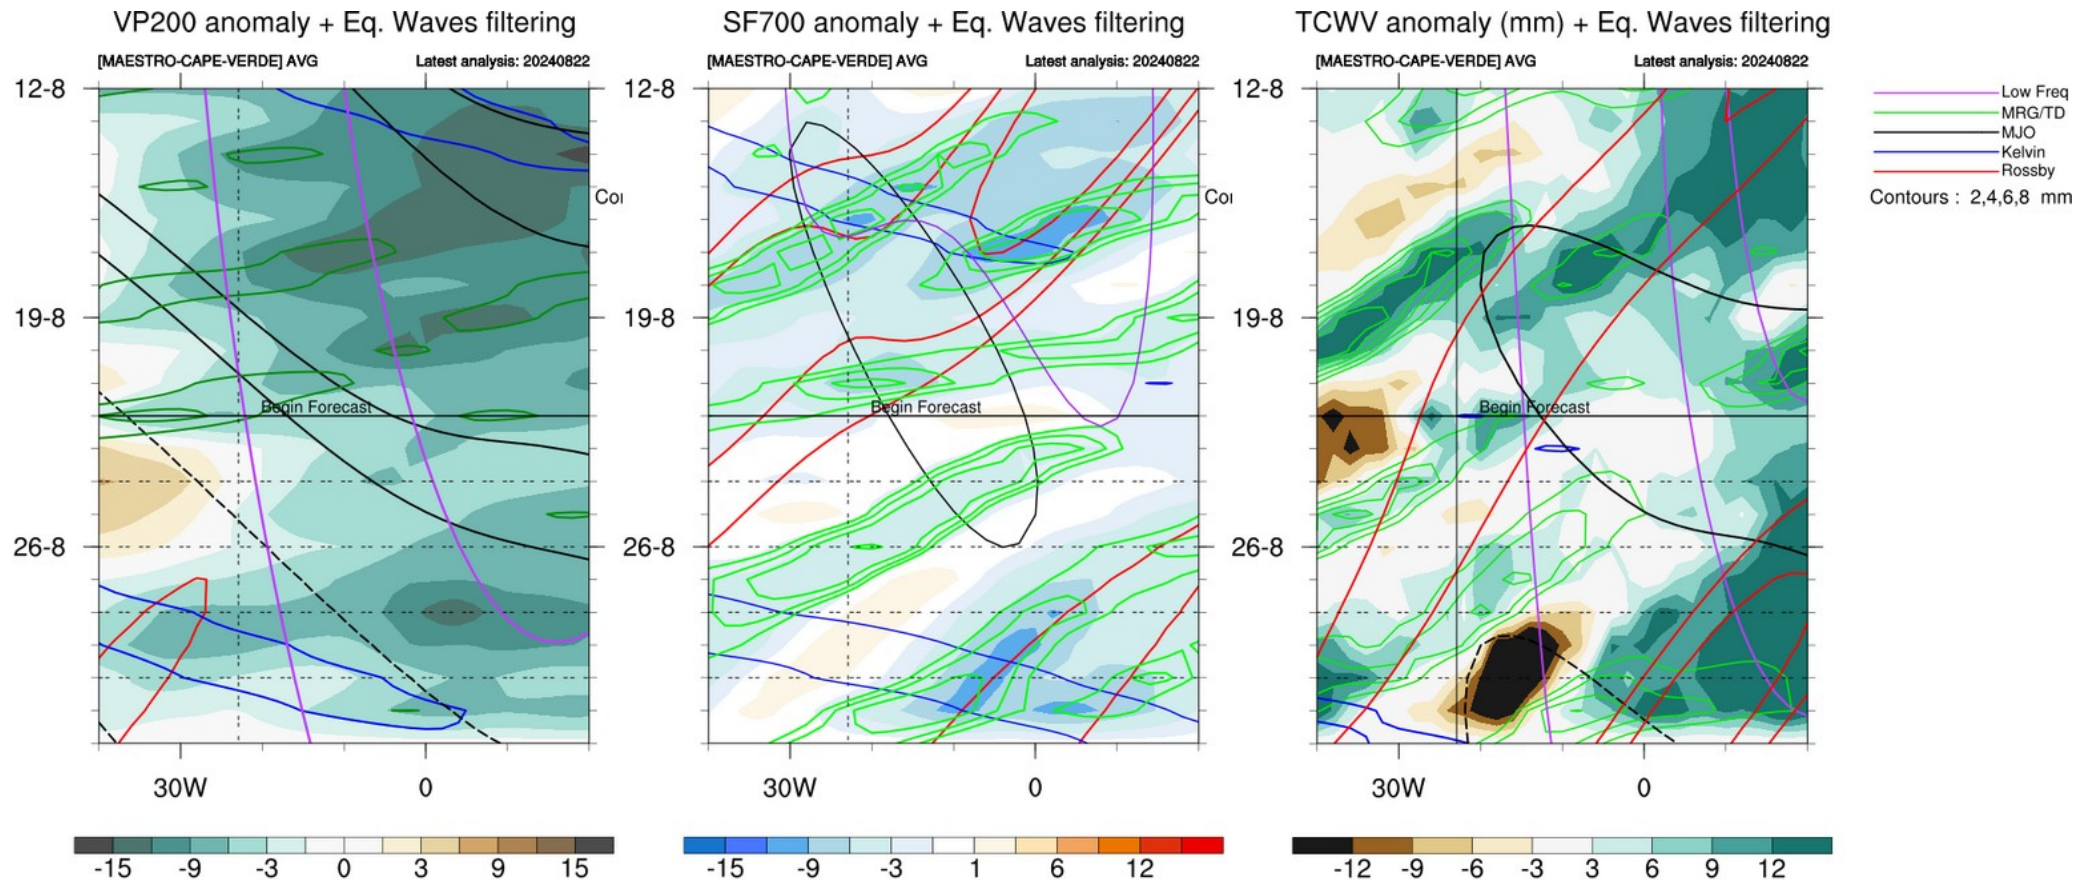 VP200 anomaly + Eq. Waves filtering
[MAESTRO-CAPE-VERDE] AVG Latest analysis: 20240822
12-8
19-8
26-8
Begin Forecast
30W 0
-15 -9 -3 0 3 9 15
Coı
SF700 anomaly + Eq. Waves filtering
[MAESTRO-CAPE-VERDE] AVG Latest analysis: 20240822
12-8
19-8
26-8
Begin Forecast
30W 0
-15 -9 -3 1 6 12
Coı
TCWV anomaly (mm) + Eq. Waves filtering
[MAESTRO-CAPE-VERDE] AVG Latest analysis: 20240822
12-8
19-8
26-8
Begin Forecast
30W 0
-12 -9 -6 -3 3 6 9 12
Low Freq
MRG/TD
MJO
Kelvin
Rossby
Contours : 2,4,6,8 mm